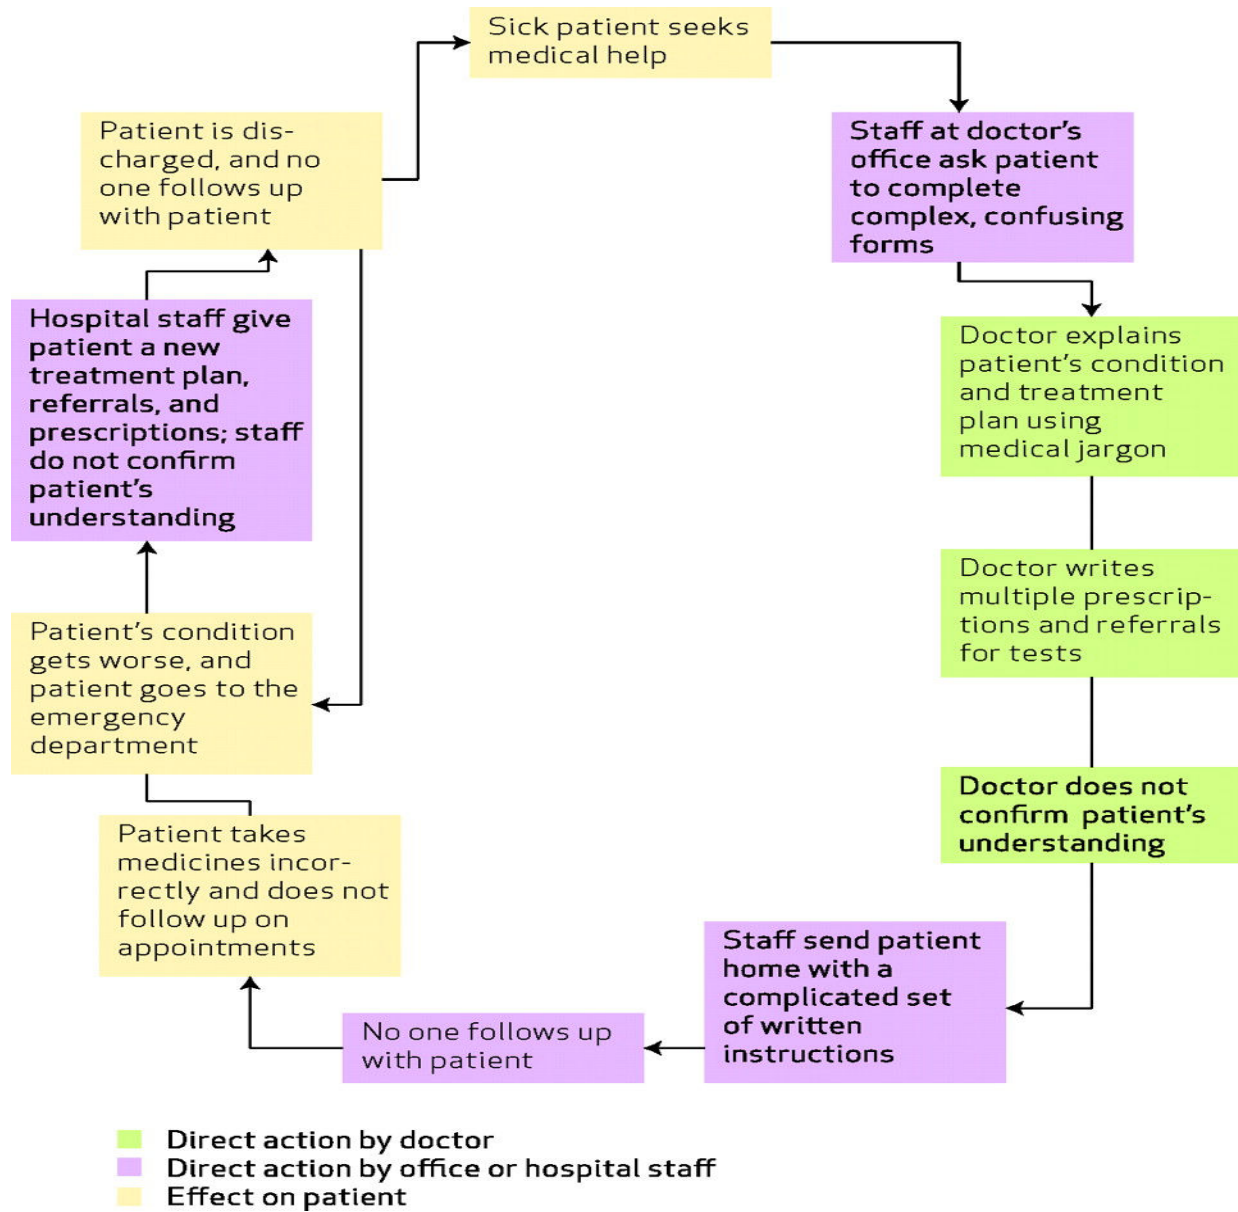 Sick patient seeks
medical help
Staff at doctor's
office ask patient
to complete
complex, confusing
forms
Doctor explains
patient's condition
and treatment
plan using
medical jargon
Doctor writes
multiple prescrip-
tions and referrals
for tests
Doctor does not
confirm patient's
understanding
Staff send patient
home with a
complicated set
of written
instructions
No one follows up
with patient
Patient takes
medicines incor-
rectly and does not
follow up on
appointments
Patient's condition
gets worse, and
patient goes to the
emergency
department
Hospital staff give
patient a new
treatment plan,
referrals, and
prescriptions; staff
do not confirm
patient's
understanding
Patient is dis-
charged, and no
one follows up
with patient
Direct action by doctor
Direct action by office or hospital staff
Effect on patient